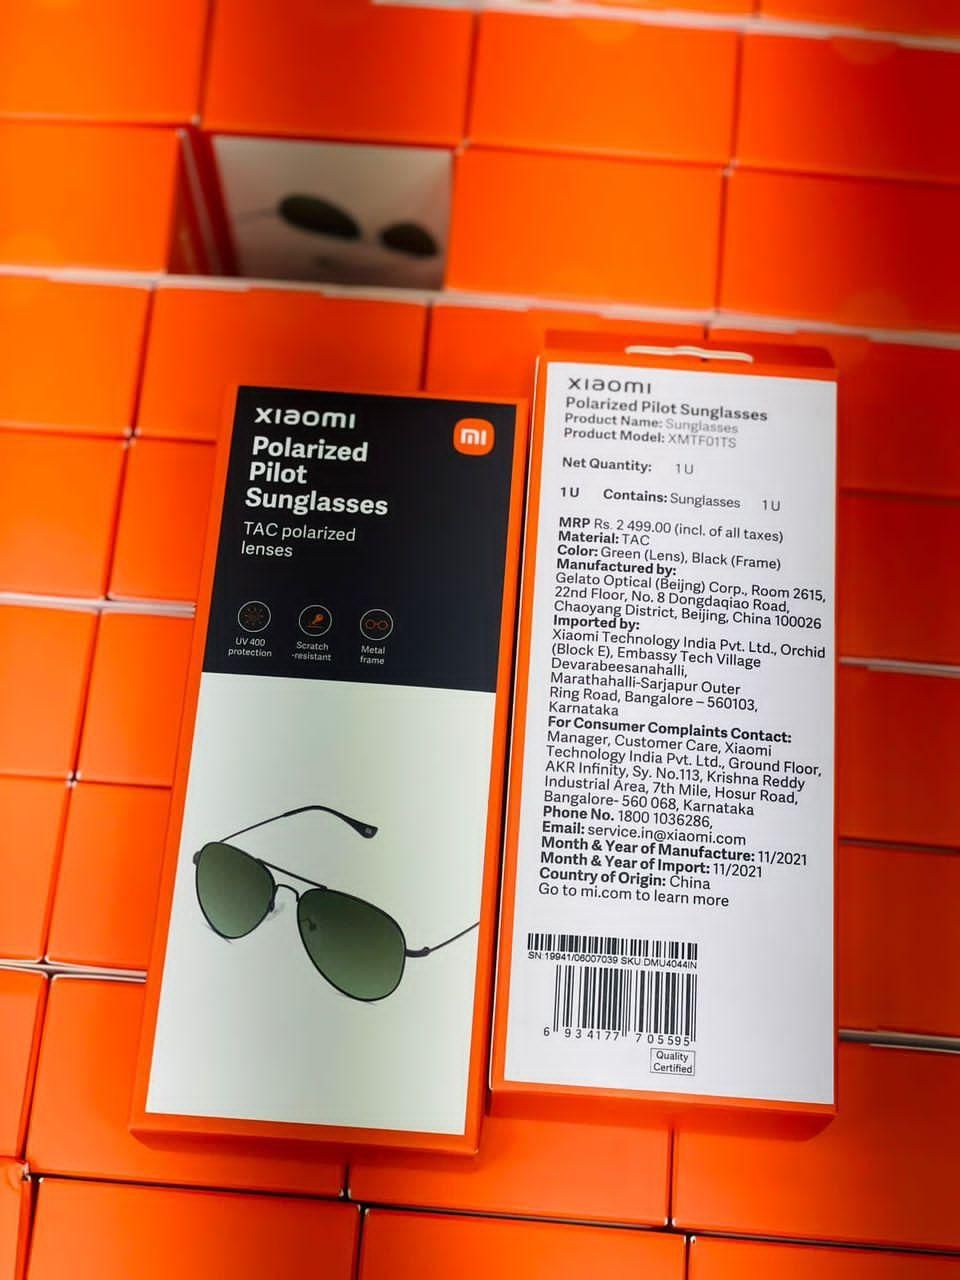 xiaomi
mi
Polarized
Pilot
Sunglasses
TAC polarized
lenses
UV 400
protection
Scratch
-resistant
Metal
frame
xiaomi
Polarized Pilot Sunglasses
Product Name: Sunglasses
Product Model: XMTF01TS
Net Quantity: 1 U
1 U Contains: Sunglasses 1 U
MRP Rs. 2 499.00 (incl. of all taxes)
Material: TAC
Color: Green (Lens), Black (Frame)
Manufactured by:
Gelato Optical (Beijng) Corp., Room 2615,
22nd Floor, No. 8 Dongdaqiao Road,
Chaoyang District, Beijing, China 100026
Imported by:
Xiaomi Technology India Pvt. Ltd., Orchid
(Block E), Embassy Tech Village
Devarabeesanahalli,
Marathahalli-Sarjapur Outer
Ring Road, Bangalore – 560103,
Karnataka
For Consumer Complaints Contact:
Manager, Customer Care, Xiaomi
Technology India Pvt. Ltd., Ground Floor,
AKR Infinity, Sy. No.113, Krishna Reddy
Industrial Area, 7th Mile, Hosur Road,
Bangalore- 560 068, Karnataka
Phone No. 1800 1036286,
Email: service.in@xiaomi.com
Month & Year of Manufacture: 11/2021
Month & Year of Import: 11/2021
Country of Origin: China
Go to mi.com to learn more
SN:19941/06007039 SKU:DMU4044IN
6 934177 705595
Quality
Certified